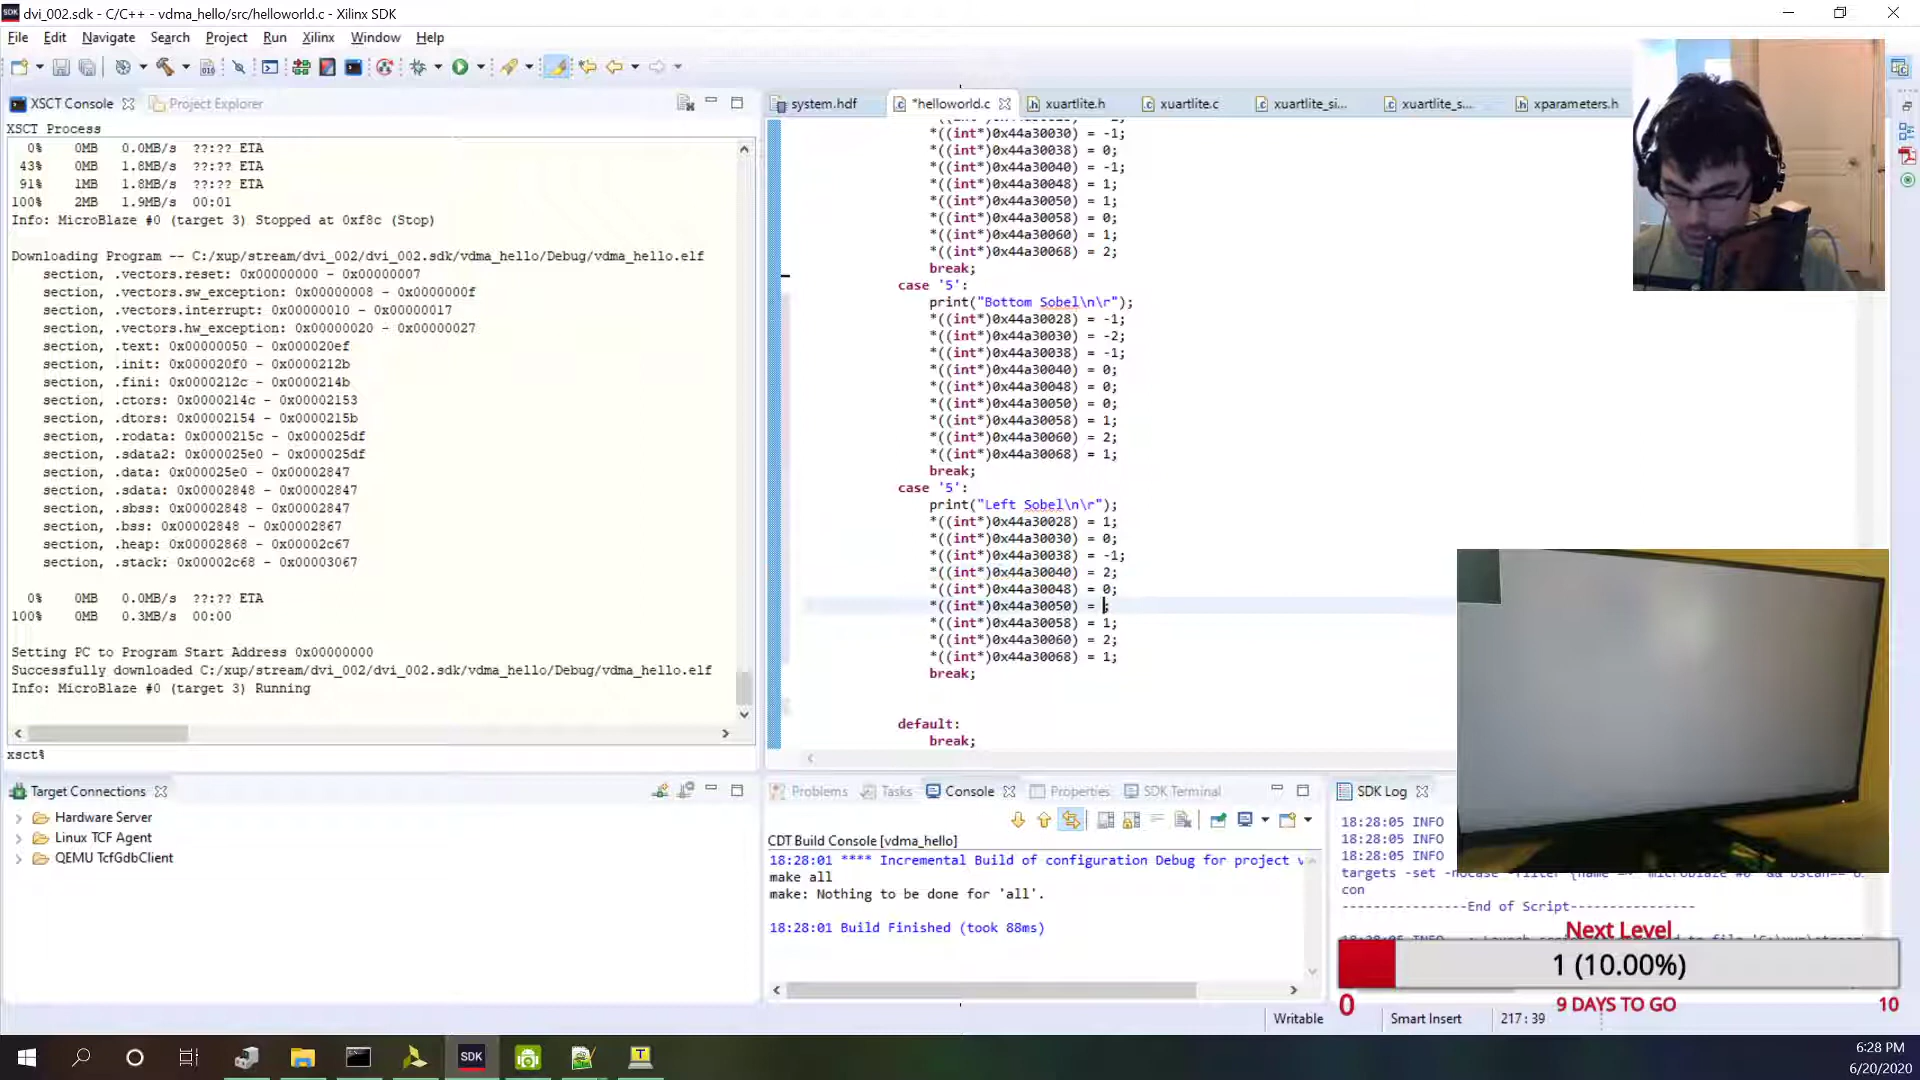 dvi_002.sdk - C/C++ - vdma_hello/src/helloworld.c - Xilinx SDK
File Edit Navigate Search Project Run Xilinx Window Help
XSCT Console Project Explorer
XSCT Process
0% 0MB 0.0MB/s ??:?? ETA
43% 0MB 1.8MB/s ??:?? ETA
91% 1MB 1.8MB/s ??:?? ETA
100% 2MB 1.9MB/s 00:01
Info: MicroBlaze #0 (target 3) Stopped at 0xf8c (Stop)
Downloading Program -- C:/xup/stream/dvi_002/dvi_002.sdk/vdma_hello/Debug/vdma_hello.elf
section, .vectors.reset: 0x00000000 - 0x00000007
section, .vectors.sw_exception: 0x00000008 - 0x0000000f
section, .vectors.interrupt: 0x00000010 - 0x00000017
section, .vectors.hw_exception: 0x00000020 - 0x00000027
section, .text: 0x00000050 - 0x000020ef
section, .init: 0x000020f0 - 0x0000212b
section, .fini: 0x0000212c - 0x0000214b
section, .ctors: 0x0000214c - 0x00002153
section, .dtors: 0x00002154 - 0x0000215b
section, .rodata: 0x0000215c - 0x000025df
section, .sdata2: 0x000025e0 - 0x000025df
section, .data: 0x000025e0 - 0x00002847
section, .sdata: 0x00002848 - 0x00002847
section, .sbss: 0x00002848 - 0x00002847
section, .bss: 0x00002848 - 0x00002867
section, .heap: 0x00002868 - 0x00002c67
section, .stack: 0x00002c68 - 0x00003067
0% 0MB 0.0MB/s ??:?? ETA
100% 0MB 0.3MB/s 00:00
Setting PC to Program Start Address 0x00000000
Successfully downloaded C:/xup/stream/dvi_002/dvi_002.sdk/vdma_hello/Debug/vdma_hello.elf
Info: MicroBlaze #0 (target 3) Running
xsct%
system.hdf *helloworld.c xuartlite.h xuartlite.c xuartlite_si... xuartlite_s... xparameters.h
*((int*)0x44a30030) = -1;
*((int*)0x44a30038) = 0;
*((int*)0x44a30040) = -1;
*((int*)0x44a30048) = 1;
*((int*)0x44a30050) = 1;
*((int*)0x44a30058) = 0;
*((int*)0x44a30060) = 1;
*((int*)0x44a30068) = 2;
break;
case '5':
print("Bottom Sobel\n\r");
*((int*)0x44a30028) = -1;
*((int*)0x44a30030) = -2;
*((int*)0x44a30038) = -1;
*((int*)0x44a30040) = 0;
*((int*)0x44a30048) = 0;
*((int*)0x44a30050) = 0;
*((int*)0x44a30058) = 1;
*((int*)0x44a30060) = 2;
*((int*)0x44a30068) = 1;
break;
case '5':
print("Left Sobel\n\r");
*((int*)0x44a30028) = 1;
*((int*)0x44a30030) = 0;
*((int*)0x44a30038) = -1;
*((int*)0x44a30040) = 2;
*((int*)0x44a30048) = 0;
*((int*)0x44a30050) = ;
*((int*)0x44a30058) = 1;
*((int*)0x44a30060) = 2;
*((int*)0x44a30068) = 1;
break;
default:
break;
Target Connections
Hardware Server
Linux TCF Agent
QEMU TcfGdbClient
Problems Tasks Console Properties SDK Terminal
CDT Build Console [vdma_hello]
18:28:01 **** Incremental Build of configuration Debug for project
make all
make: Nothing to be done for 'all'.
18:28:01 Build Finished (took 88ms)
SDK Log
18:28:05 INFO
18:28:05 INFO
18:28:05 INFO
targets -set -nocase -filter {name =~
con
----------------End of Script----------------
Next Level
1 (10.00%)
0
9 DAYS TO GO
10
Writable Smart Insert 217 : 39
SDK
6:28 PM
6/20/2020